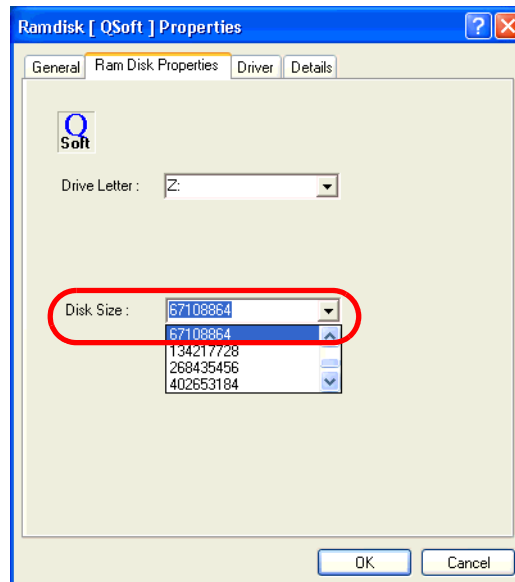 Ramdisk [ QSoft ] Properties
General Ram Disk Properties Driver Details
Q
Soft
Drive Letter : Z:
Disk Size : 67108864
67108864
134217728
268435456
402653184
OK Cancel